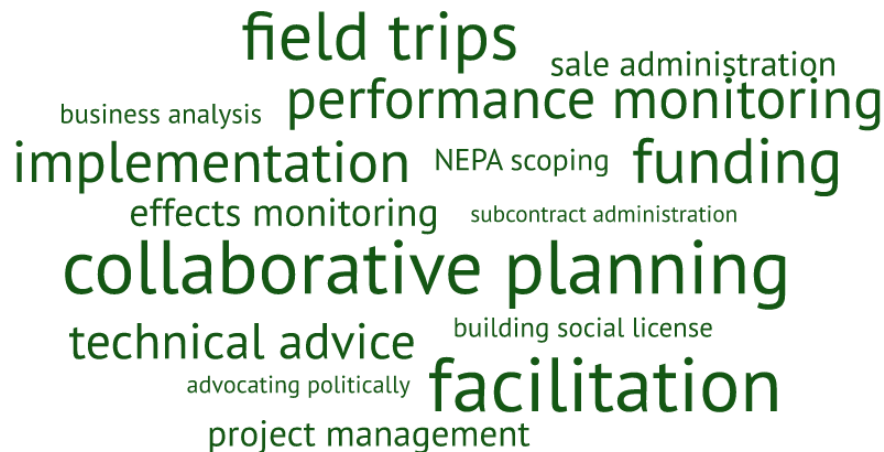 field trips
sale administration
performance monitoring
business analysis
implementation
NEPA scoping
funding
effects monitoring
subcontract administration
collaborative planning
technical advice
building social license
advocating politically
facilitation
project management